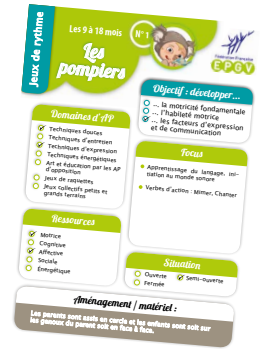 Jeux de rythme
Les 9 à 18 mois
N°1
Les pompiers
Fédération Française
EPGV
Objectif : développer...
... la motricité fondamentale
... l'habileté motrice
... les facteurs d'expression
et de communication
Domaines d'AP
Techniques douces
Techniques d'entretien
Techniques d'expression
Techniques énergétiques
Art et éducation par les AP
d'opposition
Jeux de raquettes
Jeux collectifs petits et
grands terrains
Focus
Apprentissage du langage, ini-
tiation au monde sonore
Verbes d'action : Mimer, Chanter
Ressources
Motrice
Cognitive
Affective
Sociale
Énergétique
Situation
Ouverte
Semi-ouverte
Fermée
Aménagement / matériel :
Les parents sont assis en cercle et les enfants sont soit sur
les genoux du parent soit en face à face.